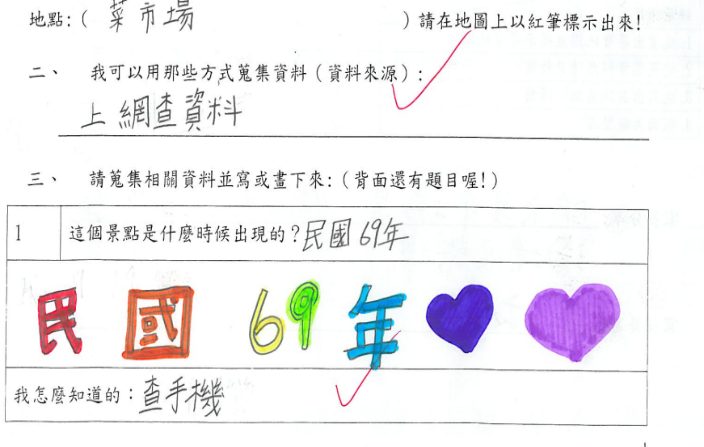 地點:( 菜市場 )請在地圖上以紅筆標示出來!
二、 我可以用那些方式蒐集資料(資料來源):
上網查資料
三、 請蒐集相關資料並寫或畫下來:(背面還有題目喔!)
1 這個景點是什麼時候出現的?民國69年
民國69年
我怎麼知道的:查手機